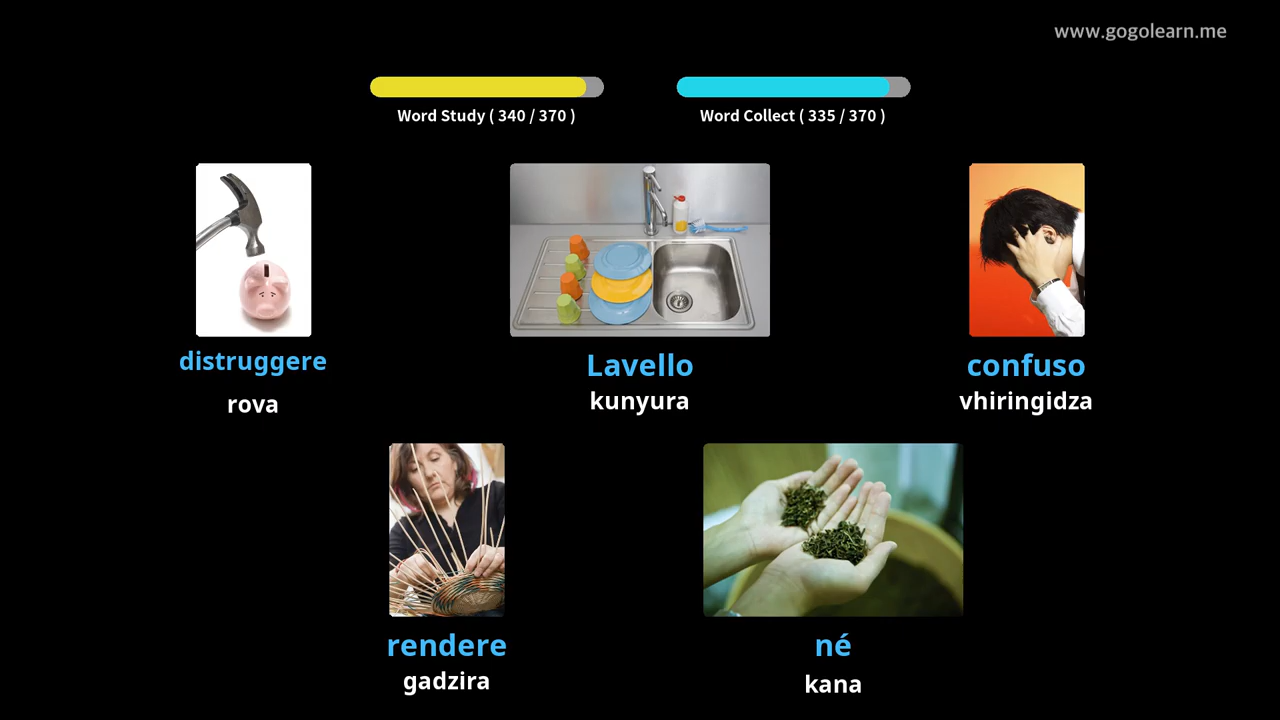 www.gogolearn.me
Word Study ( 340 / 370 )
Word Collect ( 335 / 370 )
distruggere
rova
Lavello
kunyura
confuso
vhiringidza
rendere
gadzira
né
kana